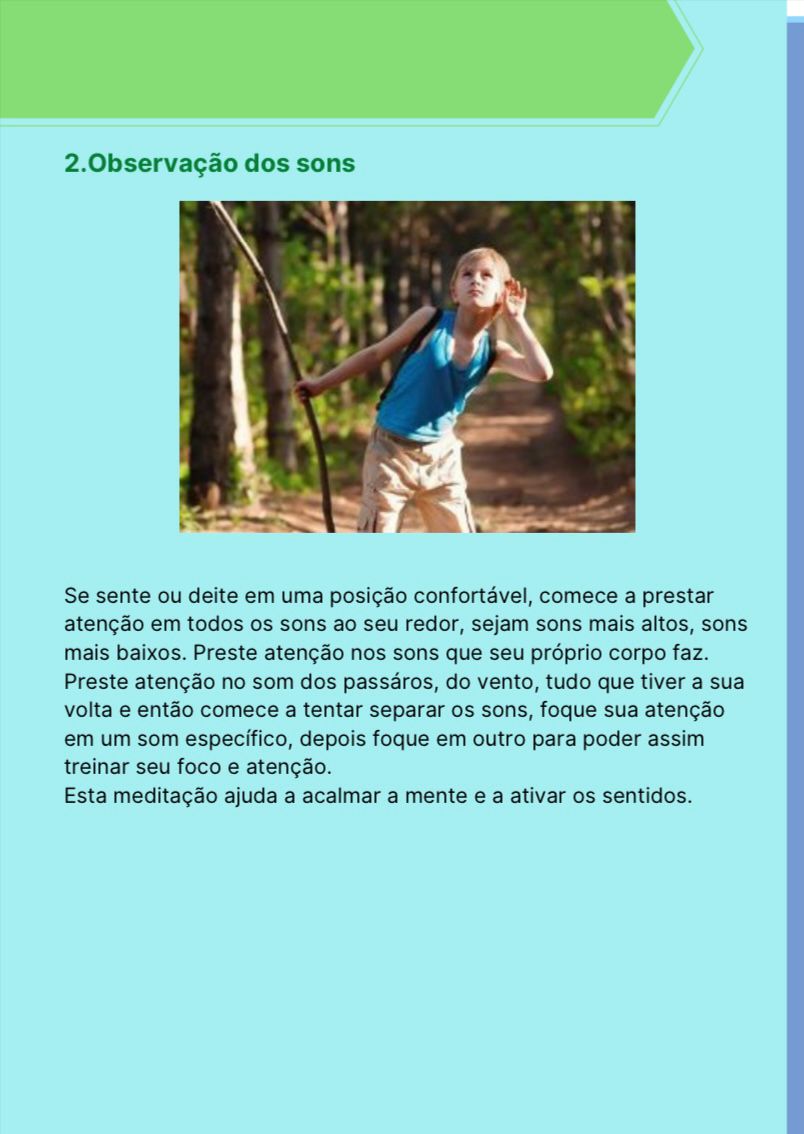 2.Observação dos sons
Se sente ou deite em uma posição confortável, comece a prestar
atenção em todos os sons ao seu redor, sejam sons mais altos, sons
mais baixos. Preste atenção nos sons que seu próprio corpo faz.
Preste atenção no som dos passáros, do vento, tudo que tiver a sua
volta e então comece a tentar separar os sons, foque sua atenção
em um som específico, depois foque em outro para poder assim
treinar seu foco e atenção.
Esta meditação ajuda a acalmar a mente e a ativar os sentidos.